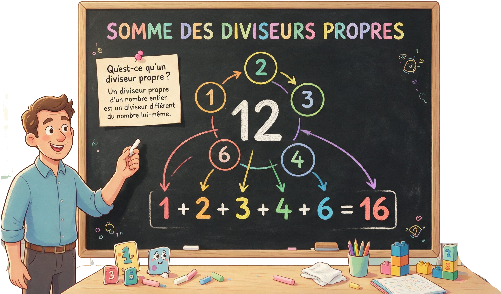 SOMME DES DIVISEURS PROPRES
Qu'est-ce qu'un
diviseur propre ?
Un diviseur propre
d'un nombre entier
est un diviseur différent
du nombre lui-même.
2
1
3
12
6
4
1 + 2 + 3 + 4 + 6 = 16